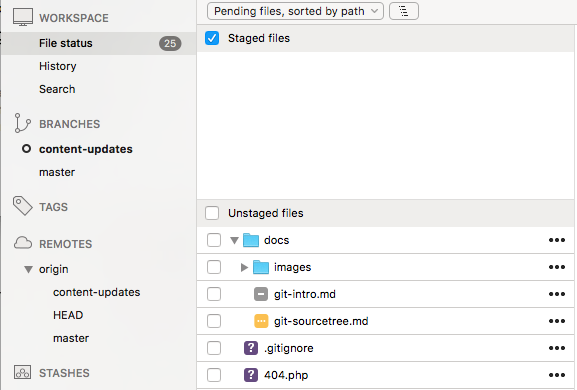 WORKSPACE
File status 25
History
Search
BRANCHES
content-updates
master
TAGS
REMOTES
origin
content-updates
HEAD
master
STASHES
Pending files, sorted by path
Staged files
Unstaged files
docs
images
git-intro.md
git-sourcetree.md
? .gitignore
? 404.php